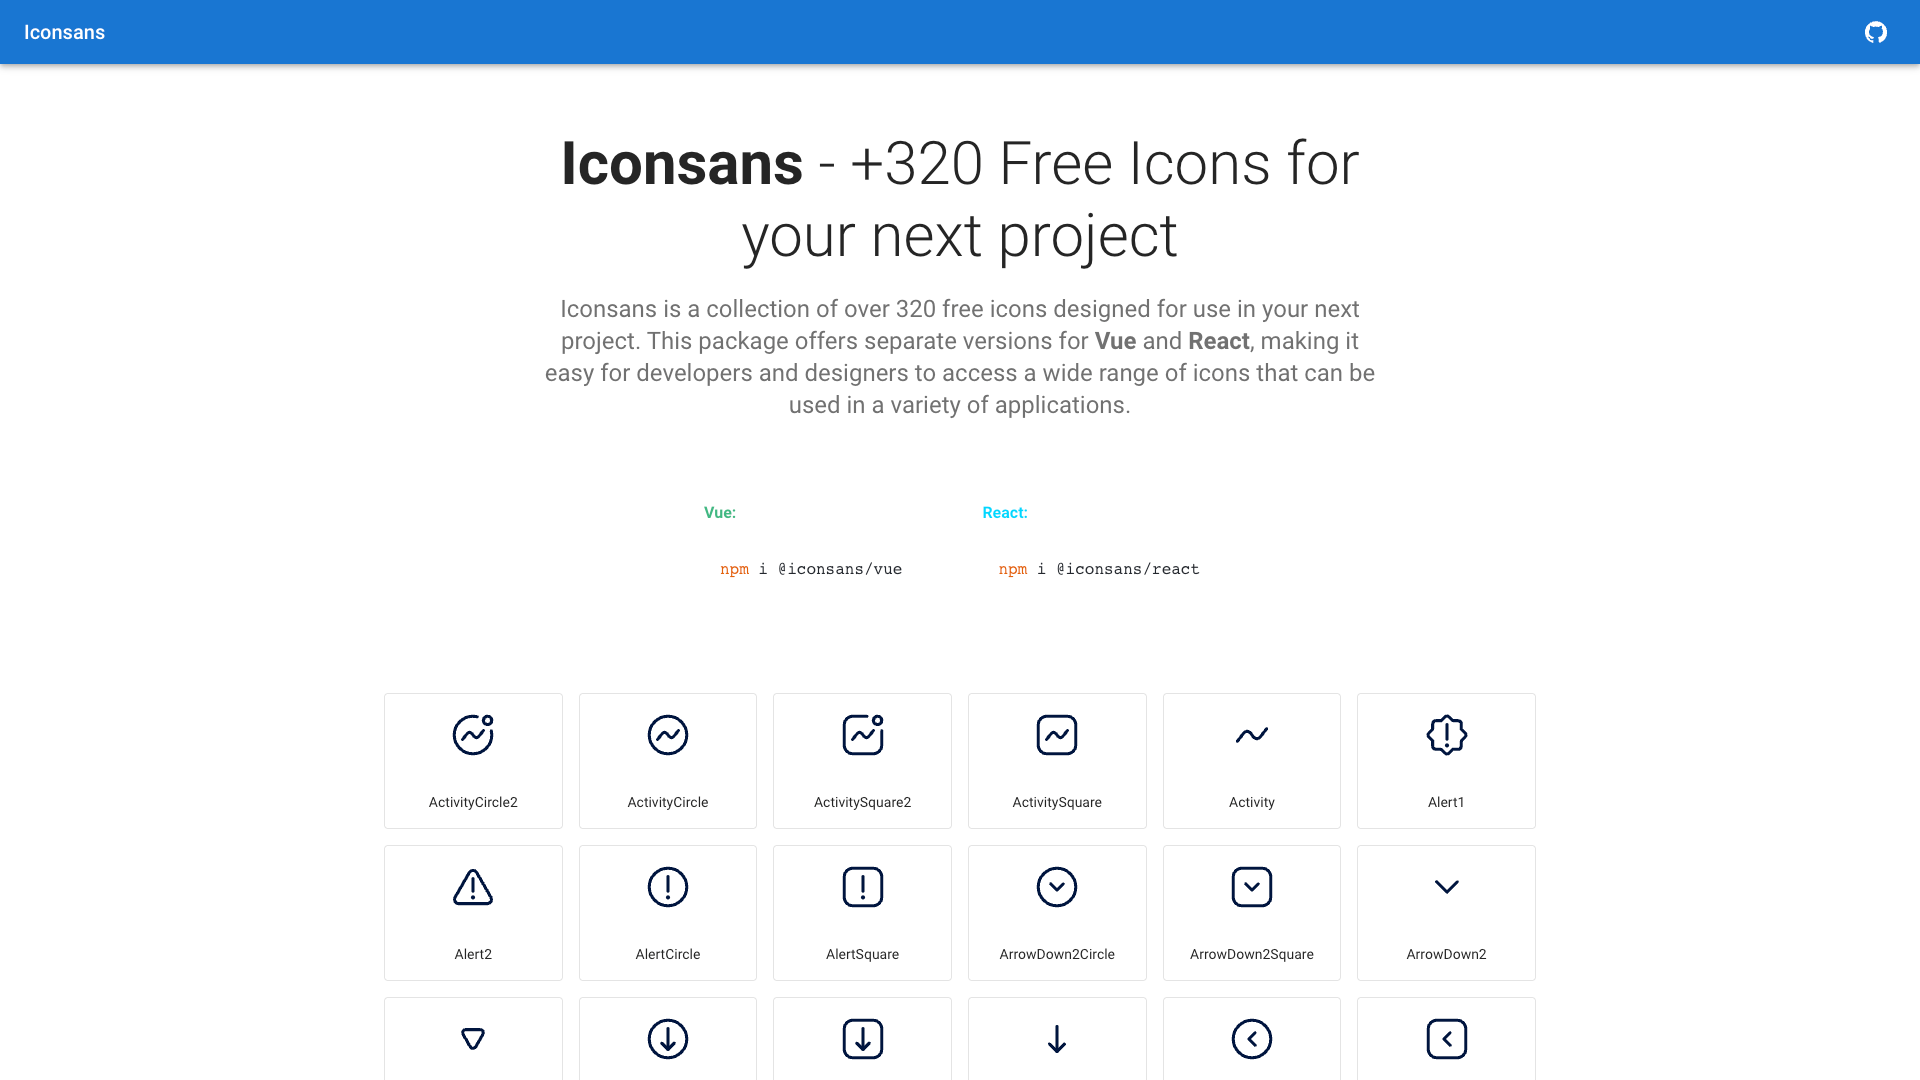 Iconsans
Iconsans - +320 Free Icons for
your next project
Iconsans is a collection of over 320 free icons designed for use in your next
project. This package offers separate versions for Vue and React, making it
easy for developers and designers to access a wide range of icons that can be
used in a variety of applications.
Vue:
npm i @iconsans/vue
React:
npm i @iconsans/react
ActivityCircle2
ActivityCircle
ActivitySquare2
ActivitySquare
Activity
Alert1
Alert2
AlertCircle
AlertSquare
ArrowDown2Circle
ArrowDown2Square
ArrowDown2